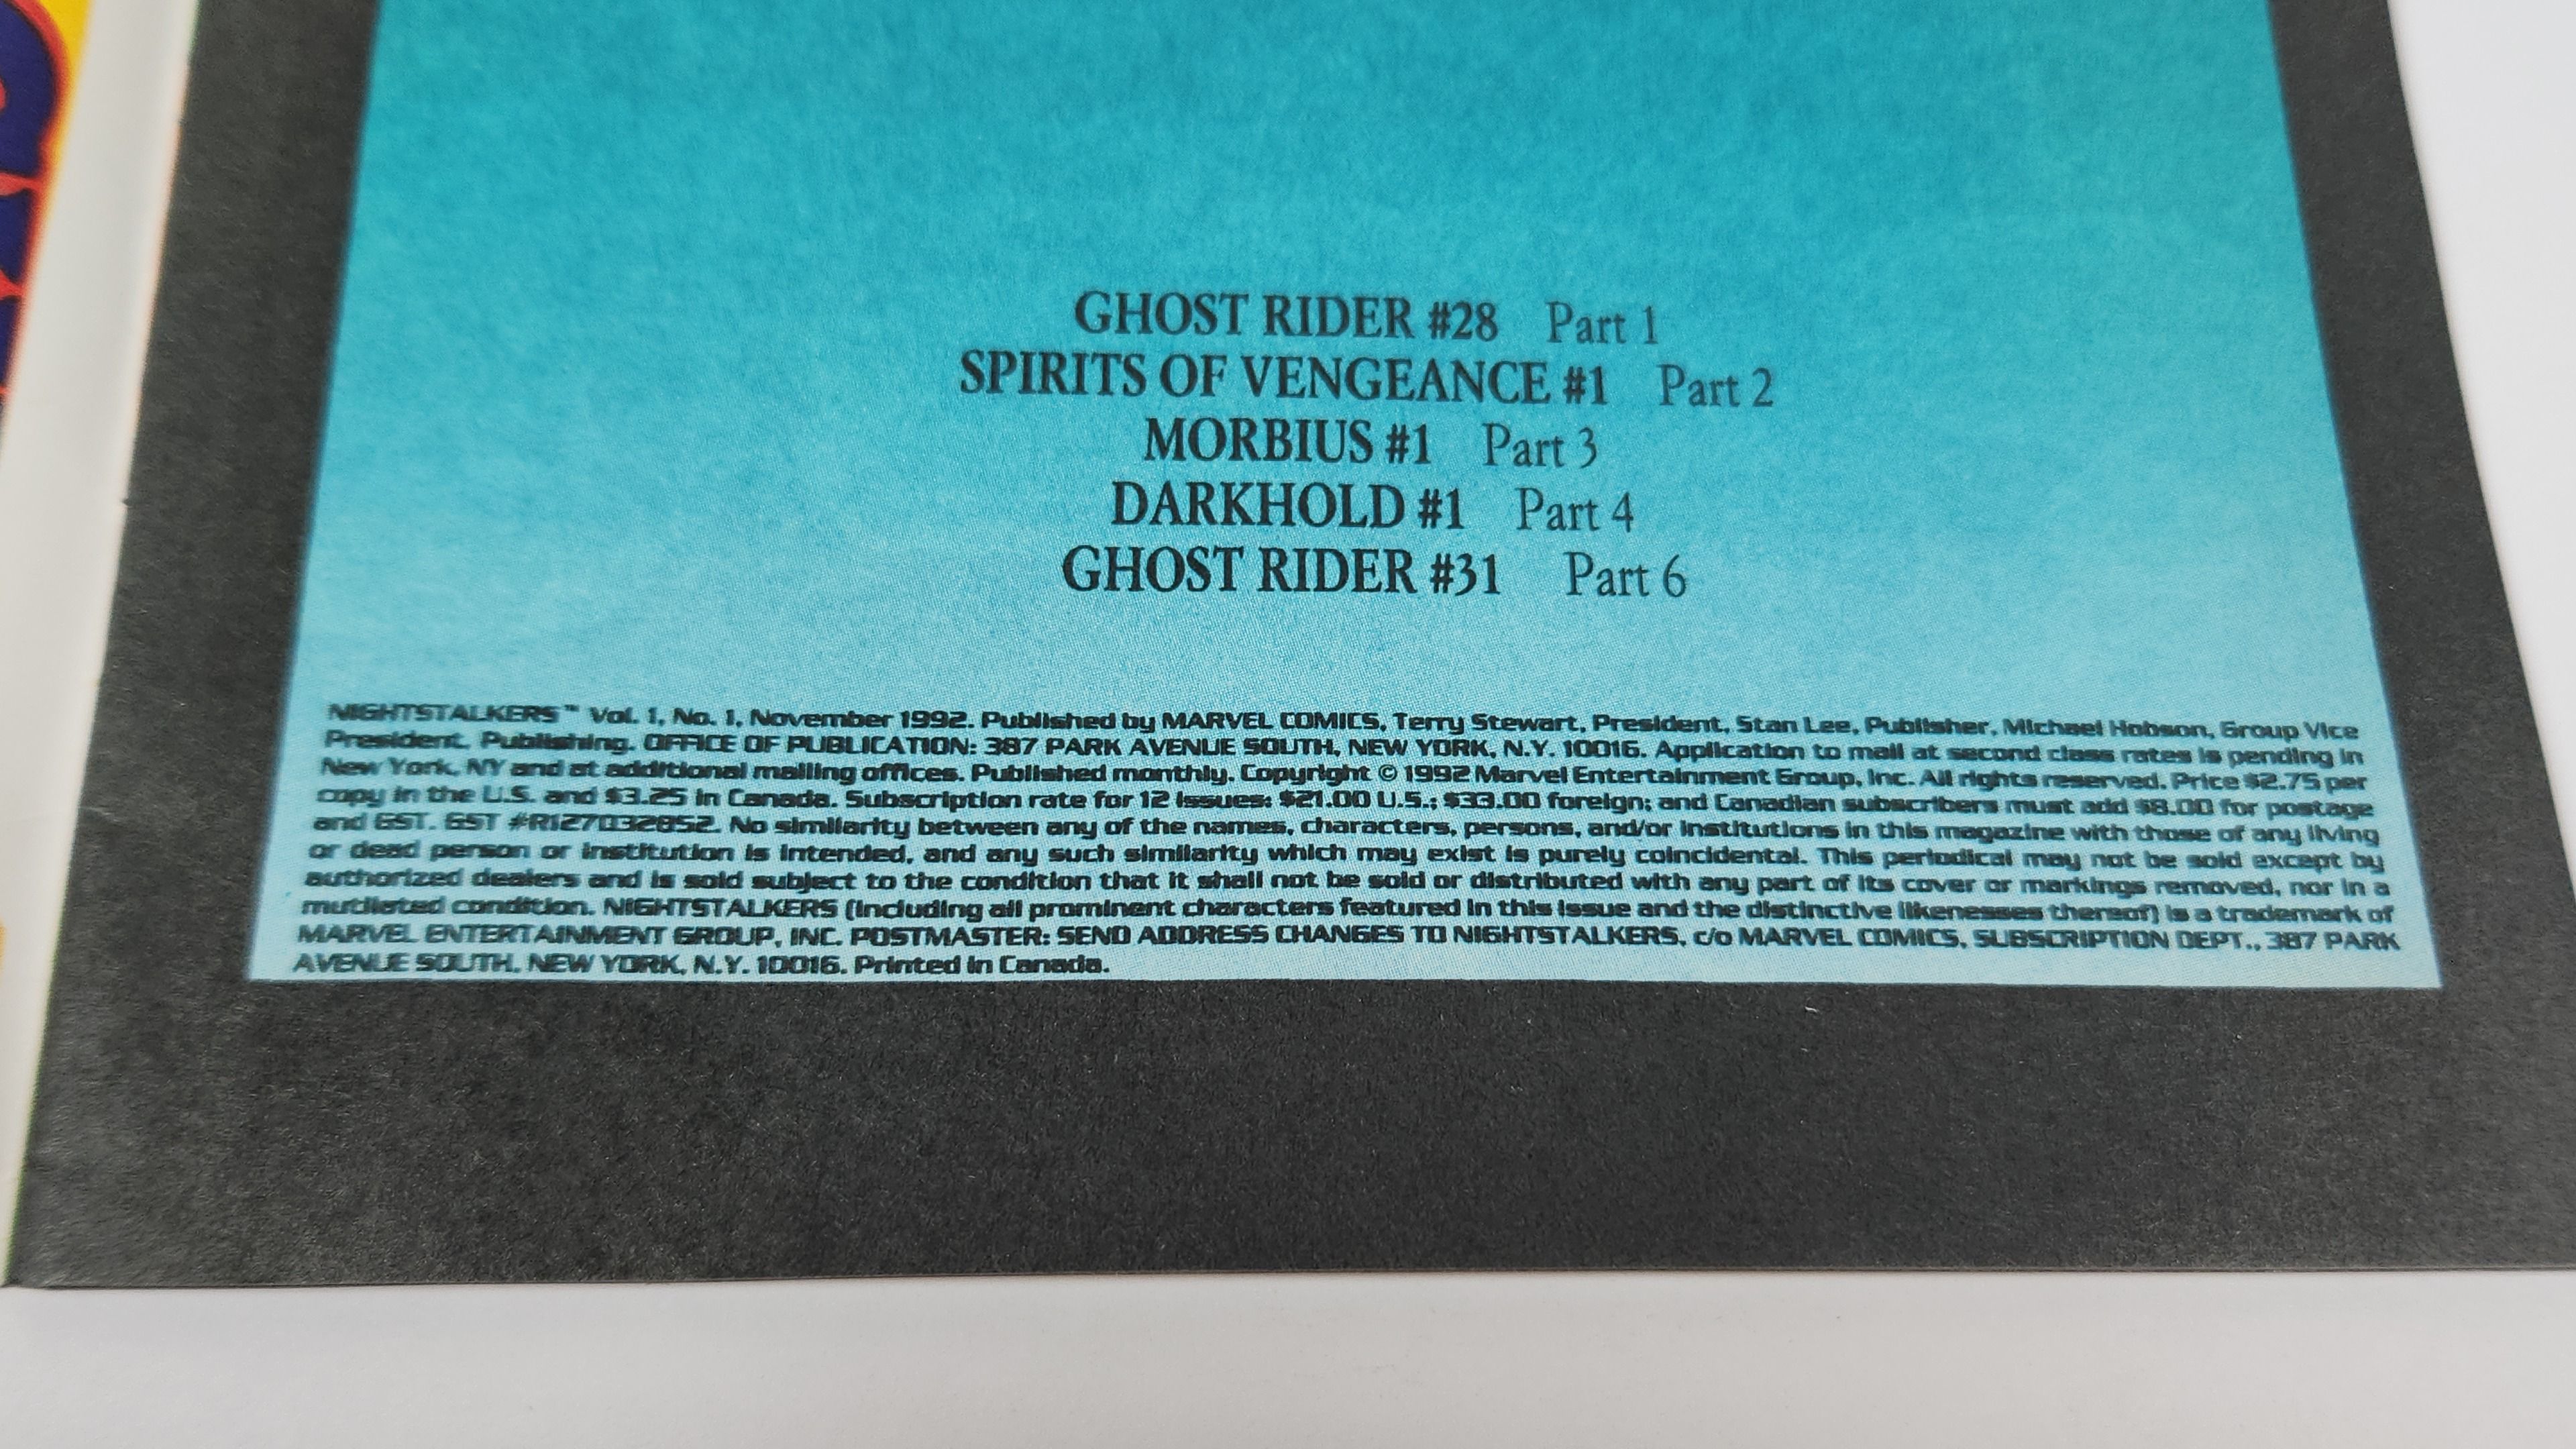 GHOST RIDER #28 Part 1
SPIRITS OF VENGEANCE #1 Part 2
MORBIUS #1 Part 3
DARKHOLD #1 Part 4
GHOST RIDER #31 Part 6
NIGHTSTALKERS™ Vol. 1, No. 1, November 1992. Published by MARVEL COMICS, Terry Stewart, President, Stan Lee, Publisher, Michael Hobson, Group Vice
President, Publishing. OFFICE OF PUBLICATION: 387 PARK AVENUE SOUTH, NEW YORK, N.Y. 10016. Application to mail at second class rates is pending in
New York, NY and at additional mailing offices. Published monthly. Copyright © 1992 Marvel Entertainment Group, Inc. All rights reserved. Price $2.75 per
copy in the U.S. and $3.25 in Canada. Subscription rate for 12 issues: $21.00 U.S.; $33.00 foreign; and Canadian subscribers must add $8.00 for postage
and GST. GST #R127032852. No similarity between any of the names, characters, persons, and/or institutions in this magazine with those of any living
or dead person or institution is intended, and any such similarity which may exist is purely coincidental. This periodical may not be sold except by
authorized dealers and is sold subject to the condition that it shall not be sold or distributed with any part of its cover or markings removed, nor in a
mutilated condition. NIGHTSTALKERS (including all prominent characters featured in this issue and the distinctive likenesses thereof) is a trademark of
MARVEL ENTERTAINMENT GROUP, INC. POSTMASTER: SEND ADDRESS CHANGES TO NIGHTSTALKERS, c/o MARVEL COMICS, SUBSCRIPTION DEPT., 387 PARK
AVENUE SOUTH, NEW YORK, N.Y. 10016. Printed in Canada.